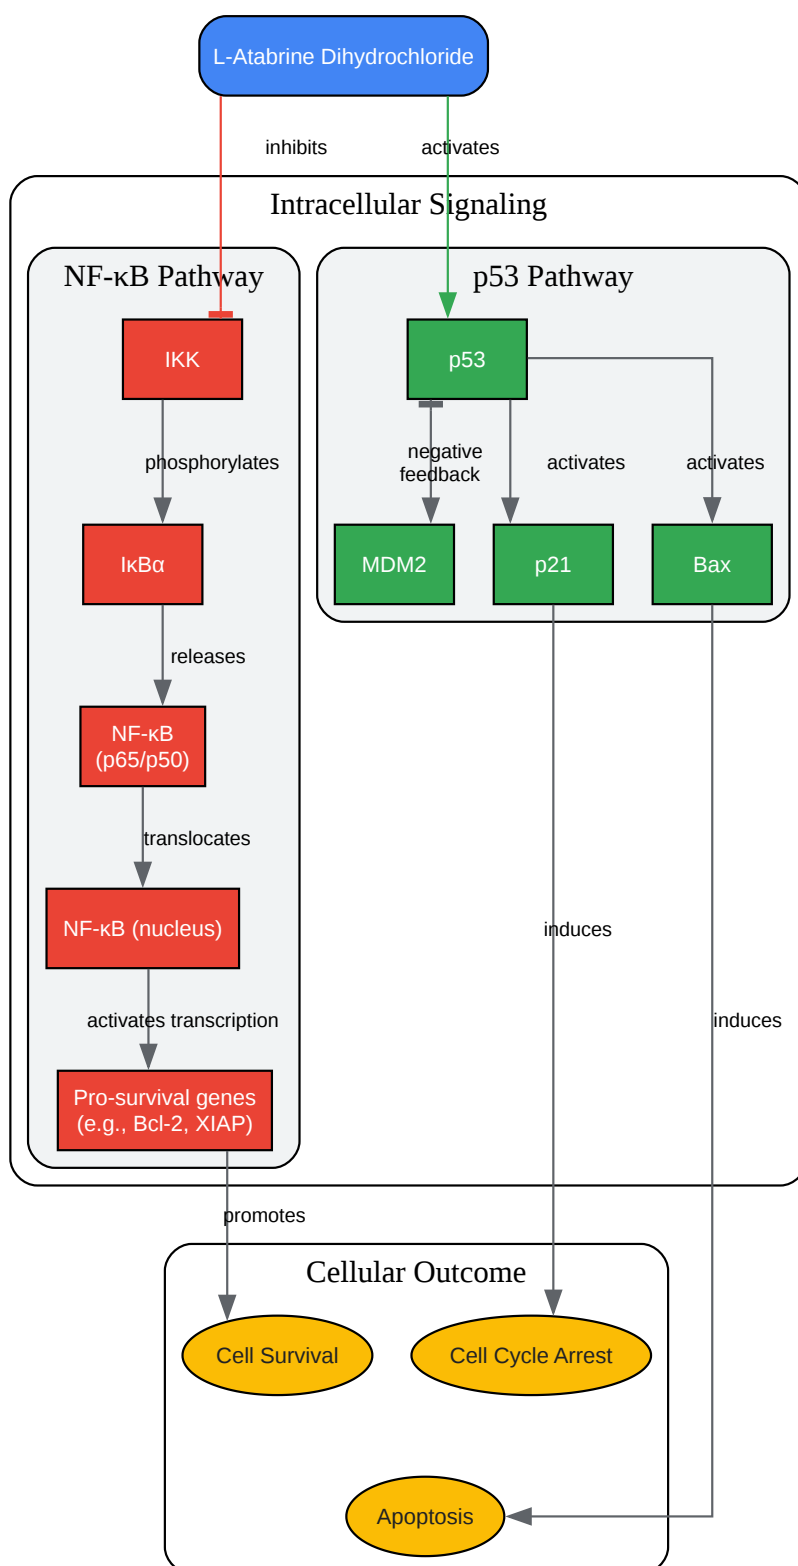 L-Atabrine Dihydrochloride
inhibits
activates
Intracellular Signaling
NF-κB Pathway
p53 Pathway
IKK
p53
phosphorylates
negative
feedback
activates
activates
IκBα
MDM2
p21
Bax
releases
NF-κB
(p65/p50)
translocates
NF-κB (nucleus)
induces
activates transcription
induces
Pro-survival genes
(e.g., Bcl-2, XIAP)
promotes
Cellular Outcome
Cell Survival
Cell Cycle Arrest
Apoptosis